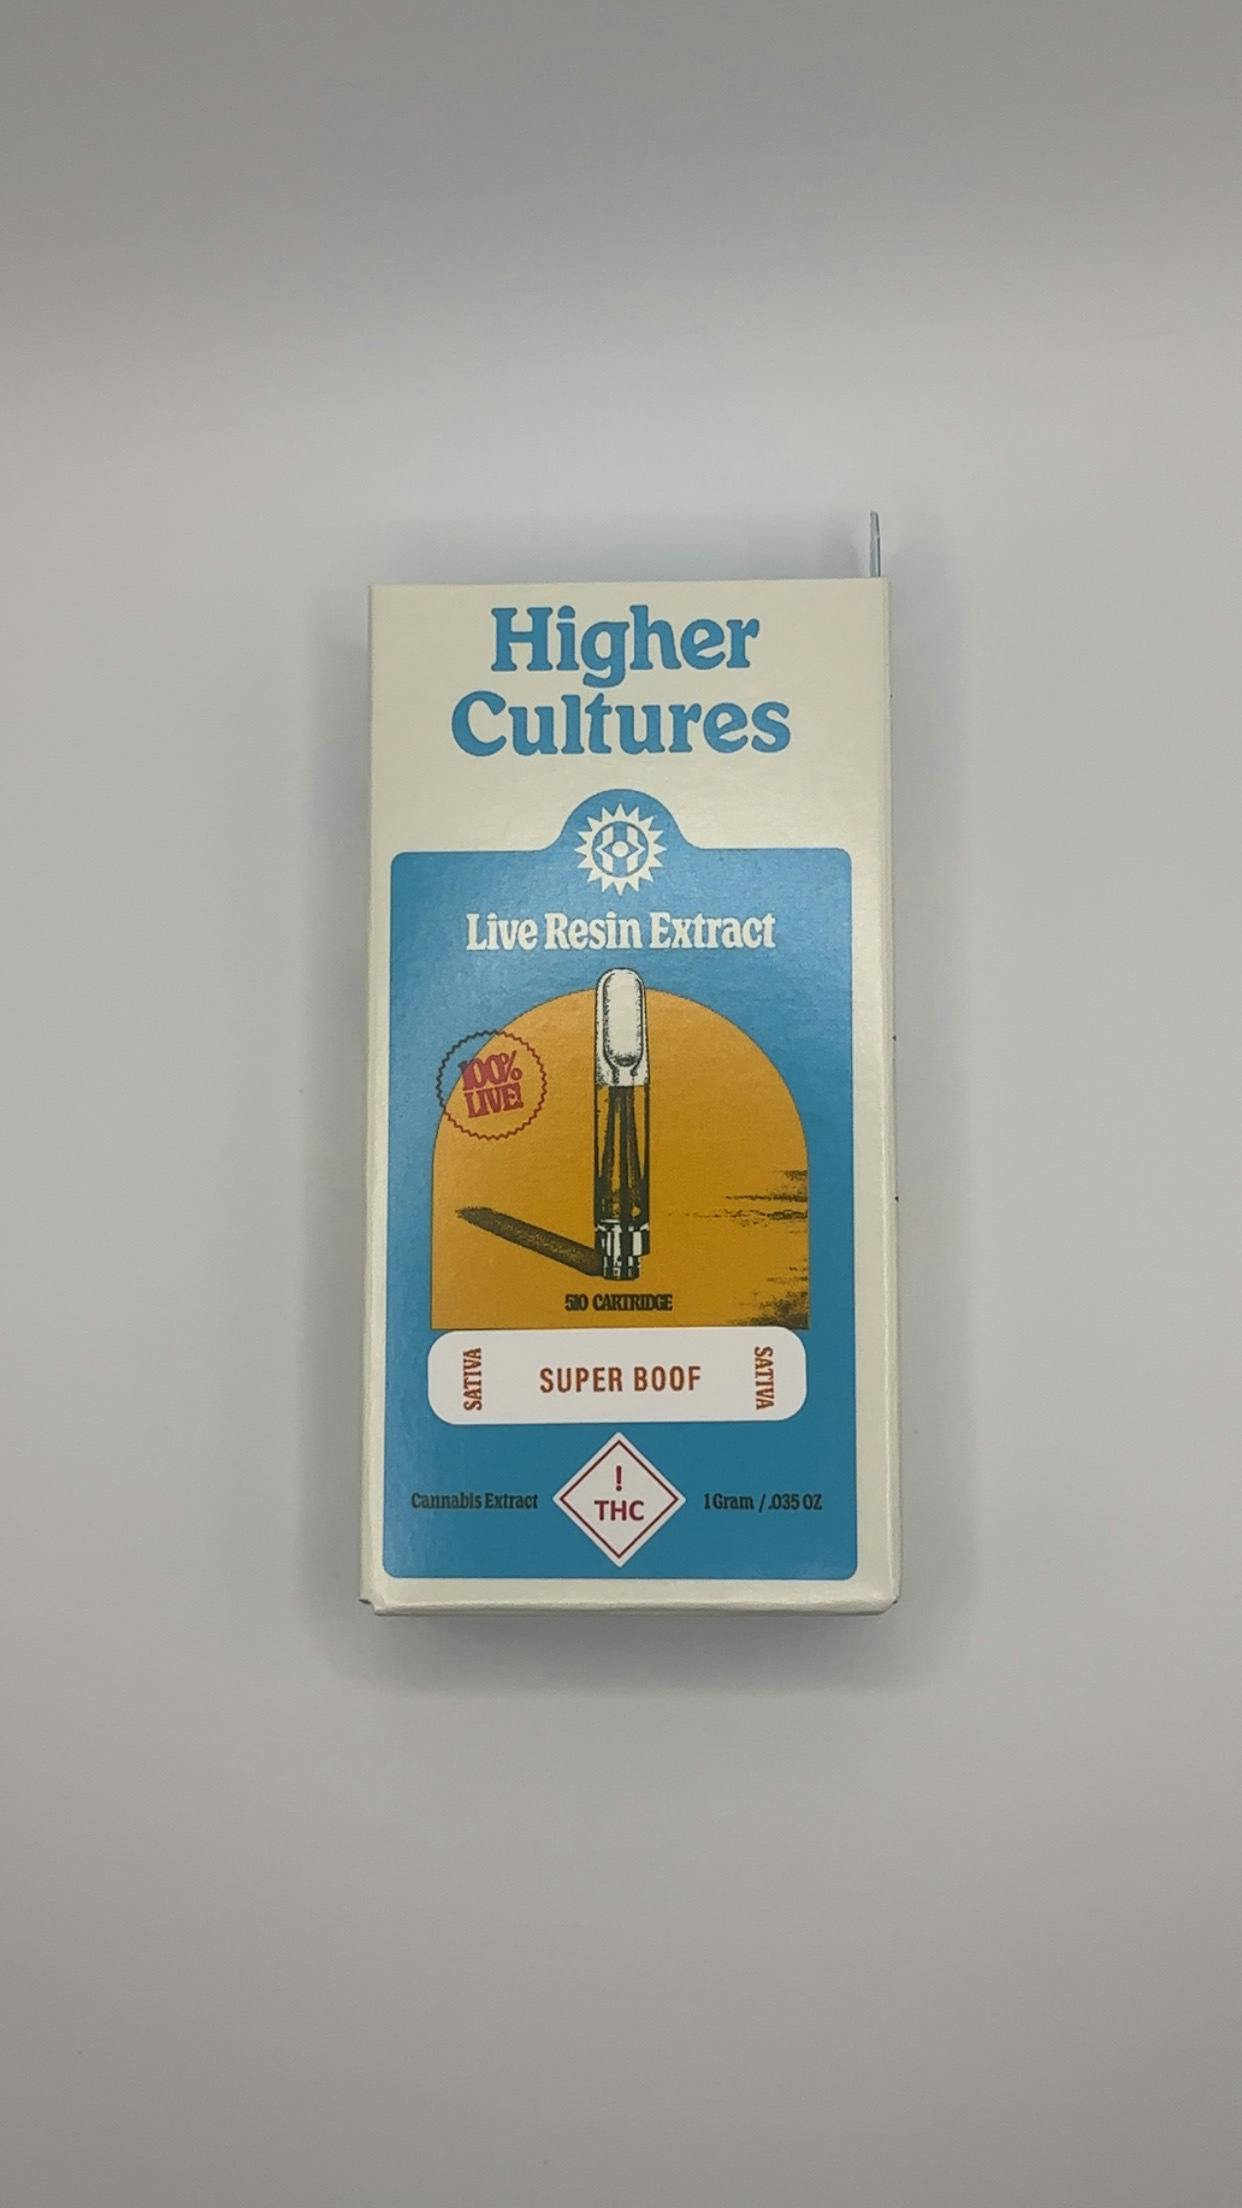 Higher
Cultures
Live Resin Extract
100%
LIVE!
510 CARTRIDGE
SATIVA
SUPER BOOF
SATIVA
Cannabis Extract
!
THC
1 Gram / .035 OZ